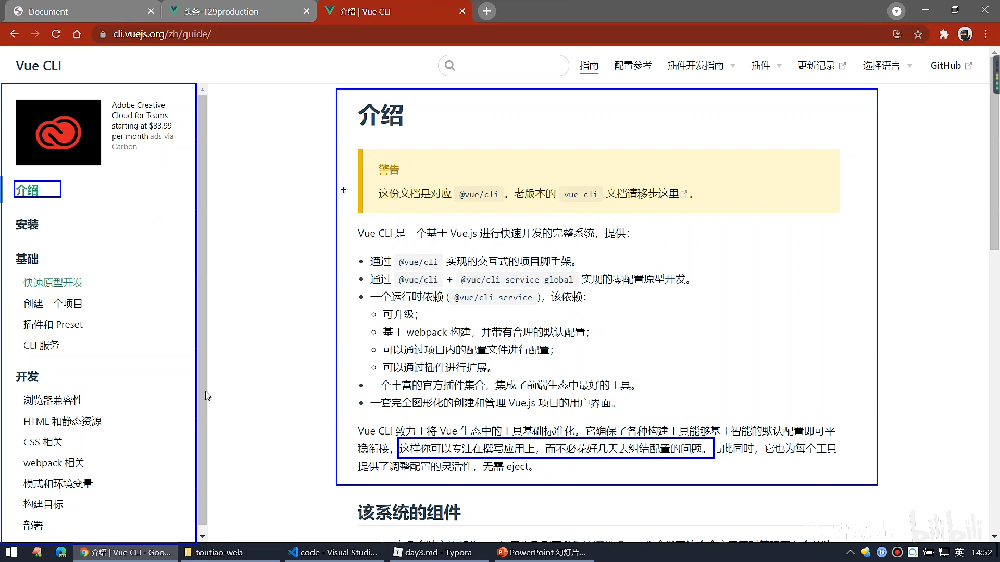 Document
头条-129production
介绍 | Vue CLI
cli.vuejs.org/zh/guide/
Vue CLI
指南
配置参考
插件开发指南
插件
更新记录
选择语言
GitHub
Adobe Creative
Cloud for Teams
starting at $33.99
per month.ads via
Carbon
介绍
安装
基础
快速原型开发
创建一个项目
插件和 Preset
CLI 服务
开发
浏览器兼容性
HTML 和静态资源
CSS 相关
webpack 相关
模式和环境变量
构建目标
部署
介绍
警告
这份文档是对应 @vue/cli 。老版本的 vue-cli 文档请移步这里。
Vue CLI 是一个基于 Vue.js 进行快速开发的完整系统，提供：
通过 @vue/cli 实现的交互式的项目脚手架。
通过 @vue/cli + @vue/cli-service-global 实现的零配置原型开发。
一个运行时依赖 ( @vue/cli-service )，该依赖：
可升级；
基于 webpack 构建，并带有合理的默认配置；
可以通过项目内的配置文件进行配置；
可以通过插件进行扩展。
一个丰富的官方插件集合，集成了前端生态中最好的工具。
一套完全图形化的创建和管理 Vue.js 项目的用户界面。
Vue CLI 致力于将 Vue 生态中的工具基础标准化。它确保了各种构建工具能够基于智能的默认配置即可平
稳衔接，这样你可以专注在撰写应用上，而不必花好几天去纠结配置的问题。与此同时，它也为每个工具
提供了调整配置的灵活性，无需 eject。
该系统的组件
bilibili
介绍 | Vue CLI - Goo...
toutiao-web
code - Visual Studi...
day3.md - Typora
PowerPoint 幻灯片...
英
14:52